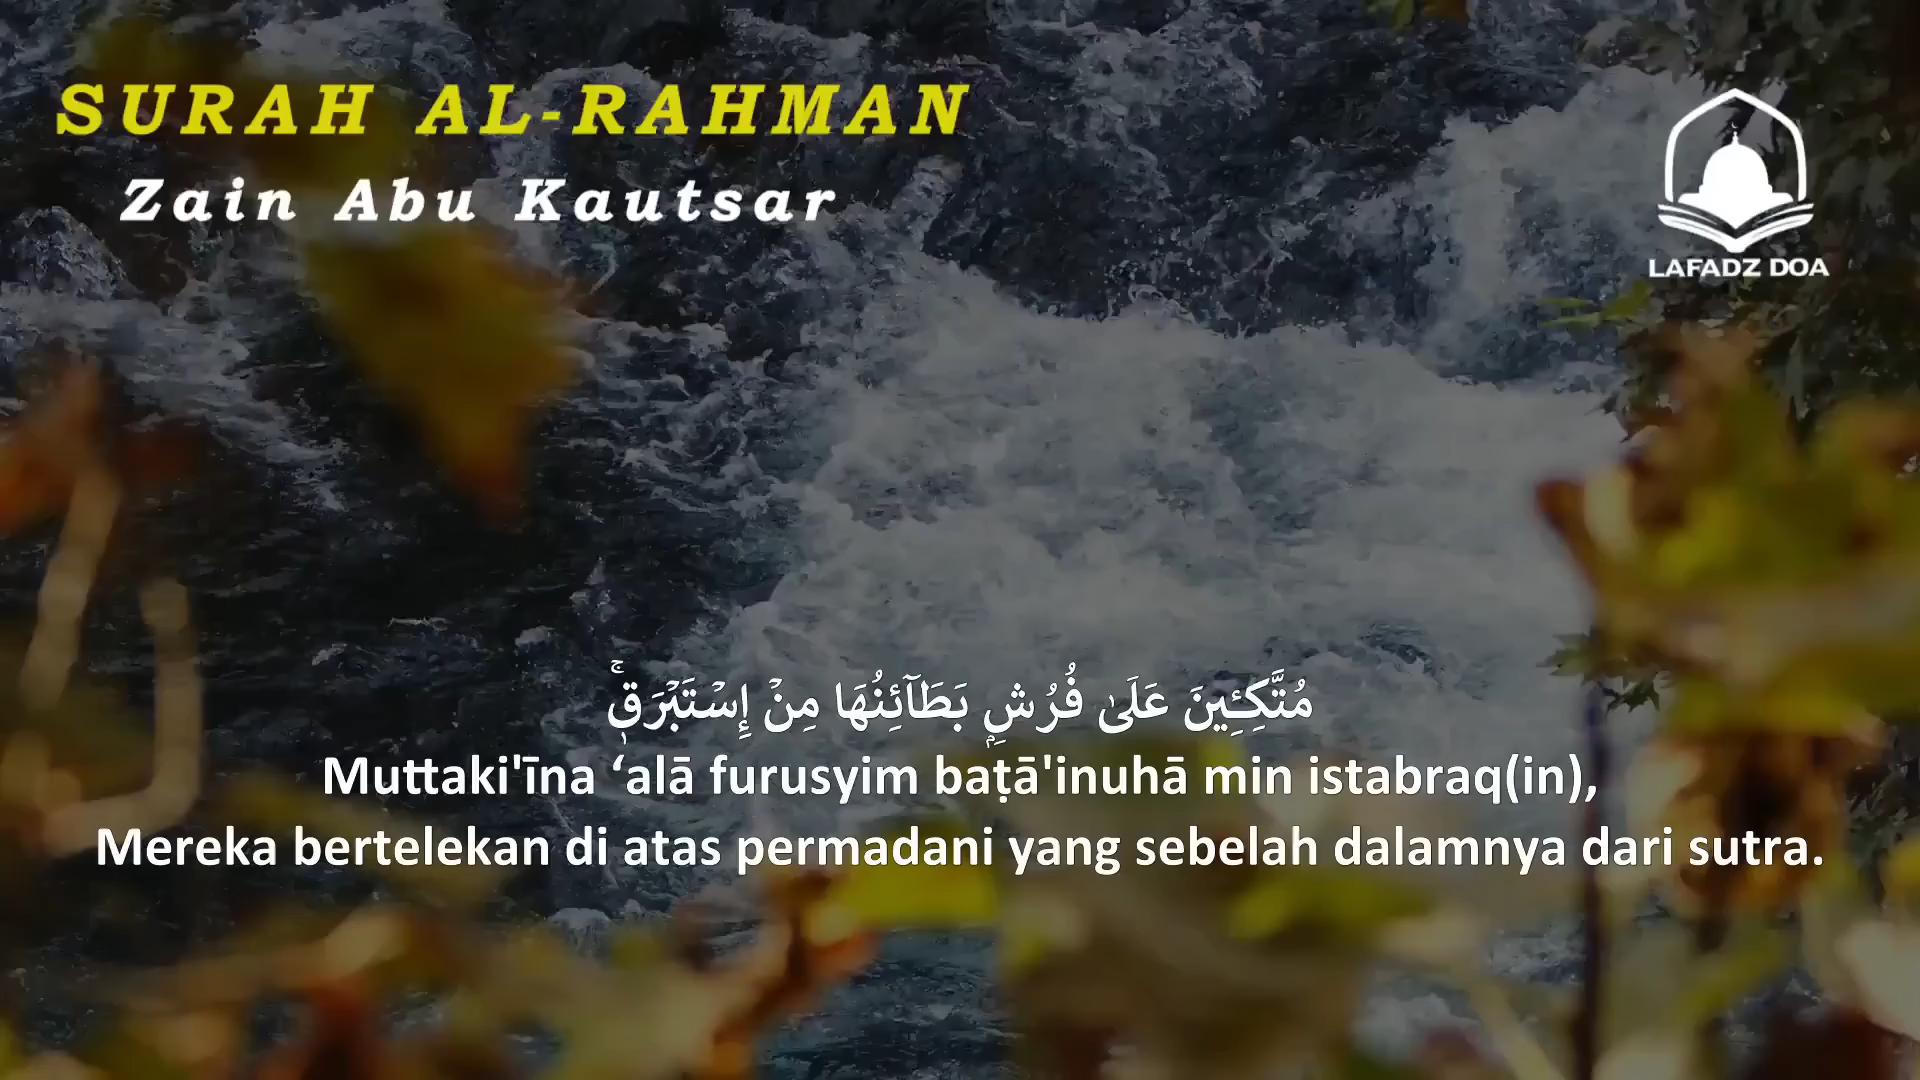 SURAH AL-RAHMAN
Zain Abu Kautsar
LAFADZ DOA
مُتَّكِـِٔينَ عَلَىٰ فُرُشٍۭ بَطَآئِنُهَا مِنْ إِسْتَبْرَقٍۚ
Muttaki'īna ‘alā furusyim baṭā'inuhā min istabraq(in),
Mereka bertelekan di atas permadani yang sebelah dalamnya dari sutra.